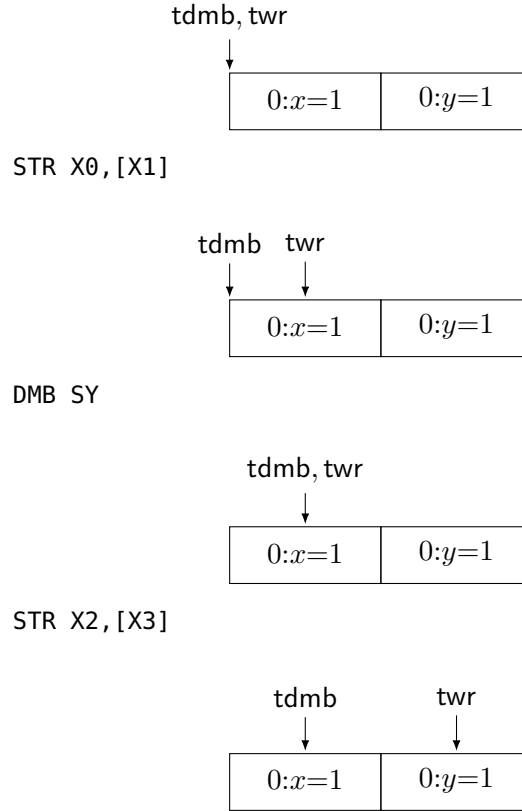 tdmb, twr
0:x=1 0:y=1
STR X0,[X1]
tdmb twr
0:x=1 0:y=1
DMB SY
tdmb, twr
0:x=1 0:y=1
STR X2,[X3]
tdmb twr
0:x=1 0:y=1